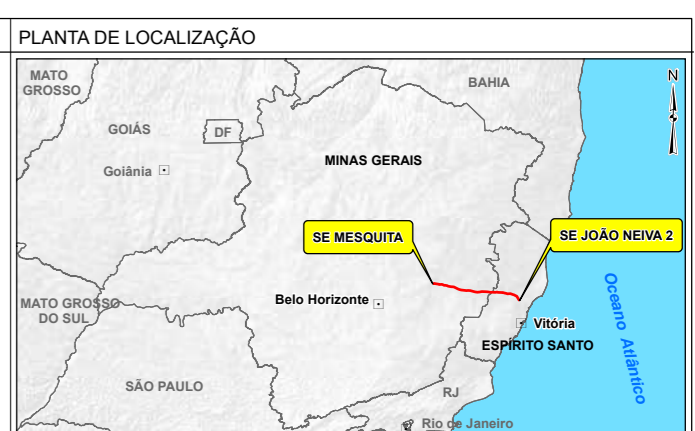 PLANTA DE LOCALIZAÇÃO
MATO
GROSSO
BAHIA
N
GOIÁS
DF
Goiânia
MINAS GERAIS
SE MESQUITA
SE JOÃO NEIVA 2
Oceano Atlântico
Belo Horizonte
MATO GROSSO
DO SUL
Vitória
ESPÍRITO SANTO
SÃO PAULO
RJ
Rio de Janeiro